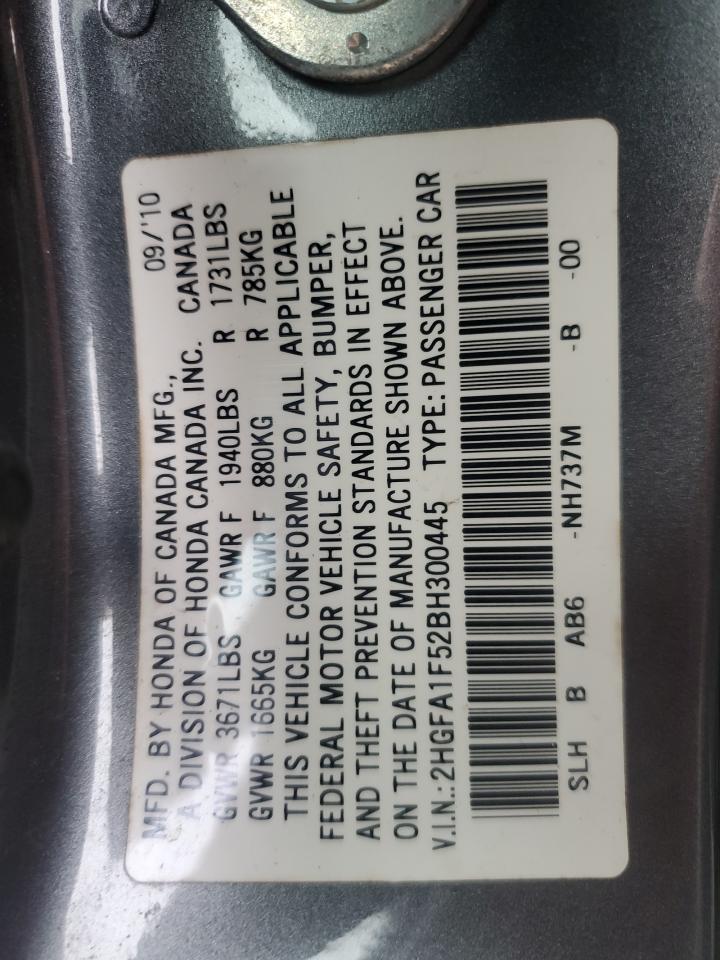 MFD. BY HONDA OF CANADA MFG., 09/'10
A DIVISION OF HONDA CANADA INC. CANADA
GVWR 3671LBS GAWR F 1940LBS R 1731LBS
GVWR 1665KG GAWR F 880KG R 785KG
THIS VEHICLE CONFORMS TO ALL APPLICABLE
FEDERAL MOTOR VEHICLE SAFETY, BUMPER,
AND THEFT PREVENTION STANDARDS IN EFFECT
ON THE DATE OF MANUFACTURE SHOWN ABOVE.
V.I.N.: 2HGFA1F52BH300445 TYPE: PASSENGER CAR
SLH B AB6 -NH737M -B -00